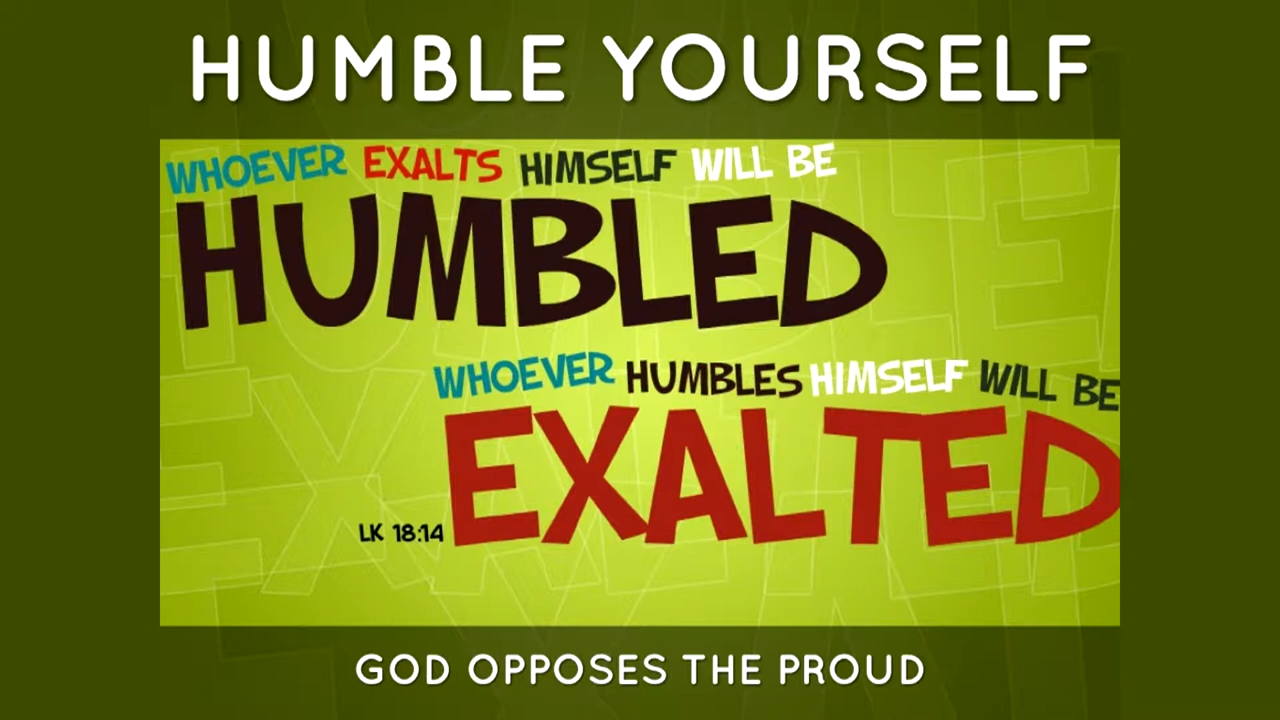 HUMBLE YOURSELF
WHOEVER EXALTS HIMSELF WILL BE
HUMBLED
WHOEVER HUMBLES HIMSELF WILL BE
EXALTED
LK 18:14
GOD OPPOSES THE PROUD